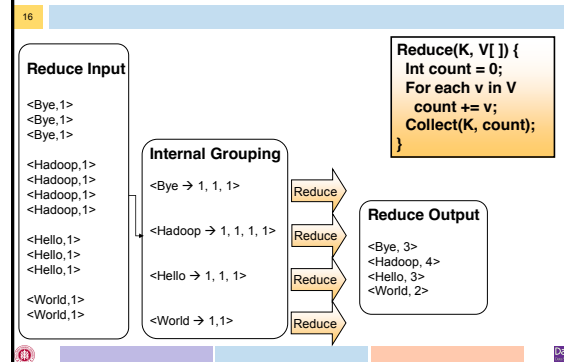 16
Reduce Input
<Bye,1>
<Bye,1>
<Bye,1>
<Hadoop,1>
<Hadoop,1>
<Hadoop,1>
<Hadoop,1>
<Hello,1>
<Hello,1>
<Hello,1>
<World,1>
<World,1>
Internal Grouping
<Bye → 1, 1, 1>
<Hadoop → 1, 1, 1, 1>
<Hello → 1, 1, 1>
<World → 1,1>
Reduce
Reduce
Reduce
Reduce
Reduce(K, V[ ]) {
Int count = 0;
For each v in V
count += v;
Collect(K, count);
}
Reduce Output
<Bye, 3>
<Hadoop, 4>
<Hello, 3>
<World, 2>